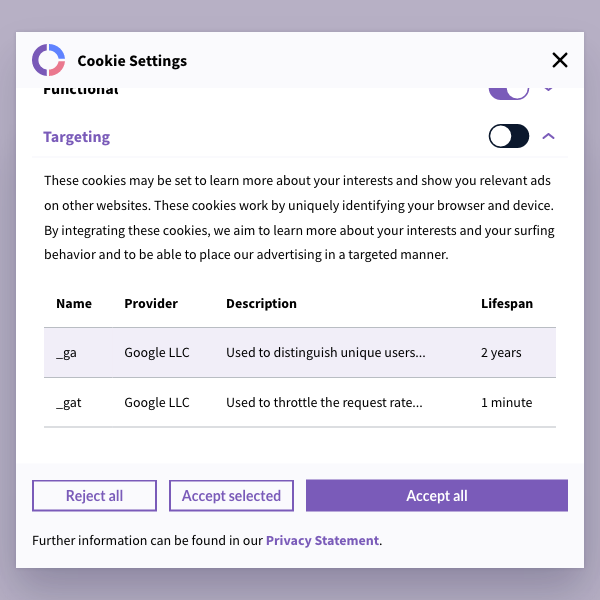 Cookie Settings
Functional
Targeting
These cookies may be set to learn more about your interests and show you relevant ads
on other websites. These cookies work by uniquely identifying your browser and device.
By integrating these cookies, we aim to learn more about your interests and your surfing
behavior and to be able to place our advertising in a targeted manner.
Name Provider Description Lifespan
_ga Google LLC Used to distinguish unique users... 2 years
_gat Google LLC Used to throttle the request rate... 1 minute
Reject all Accept selected Accept all
Further information can be found in our Privacy Statement.